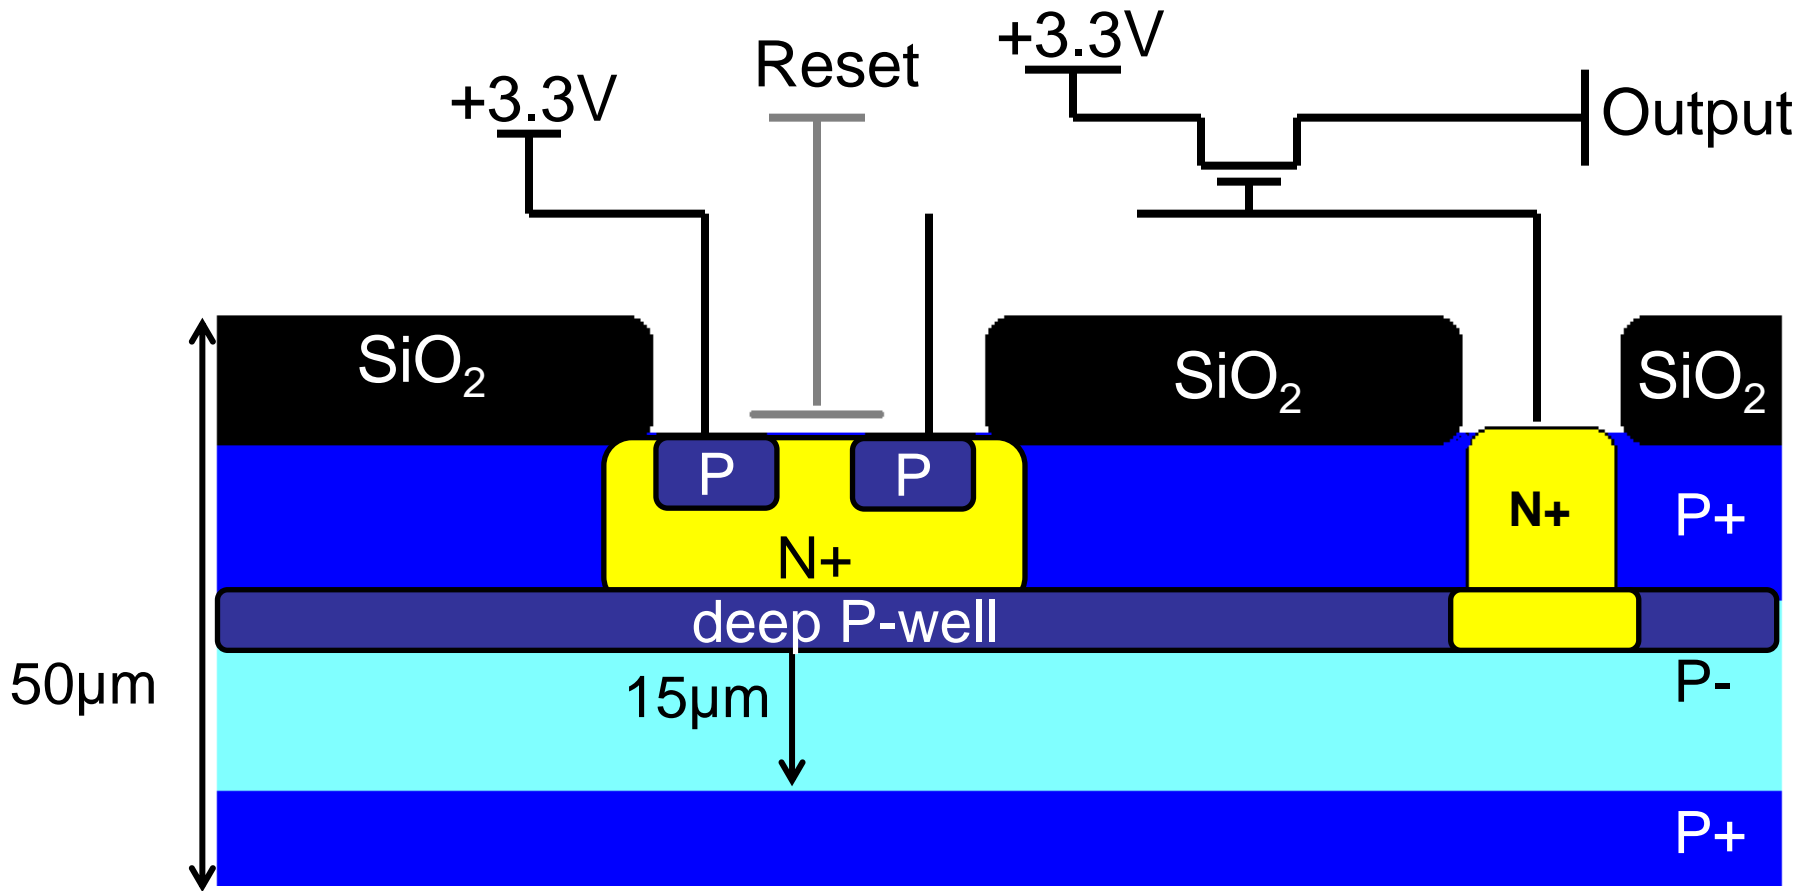 +3.3V
Reset
+3.3V
Output
SiO₂
SiO₂
SiO₂
P
P
N+
N+
P+
deep P-well
50µm
15µm
P-
P+